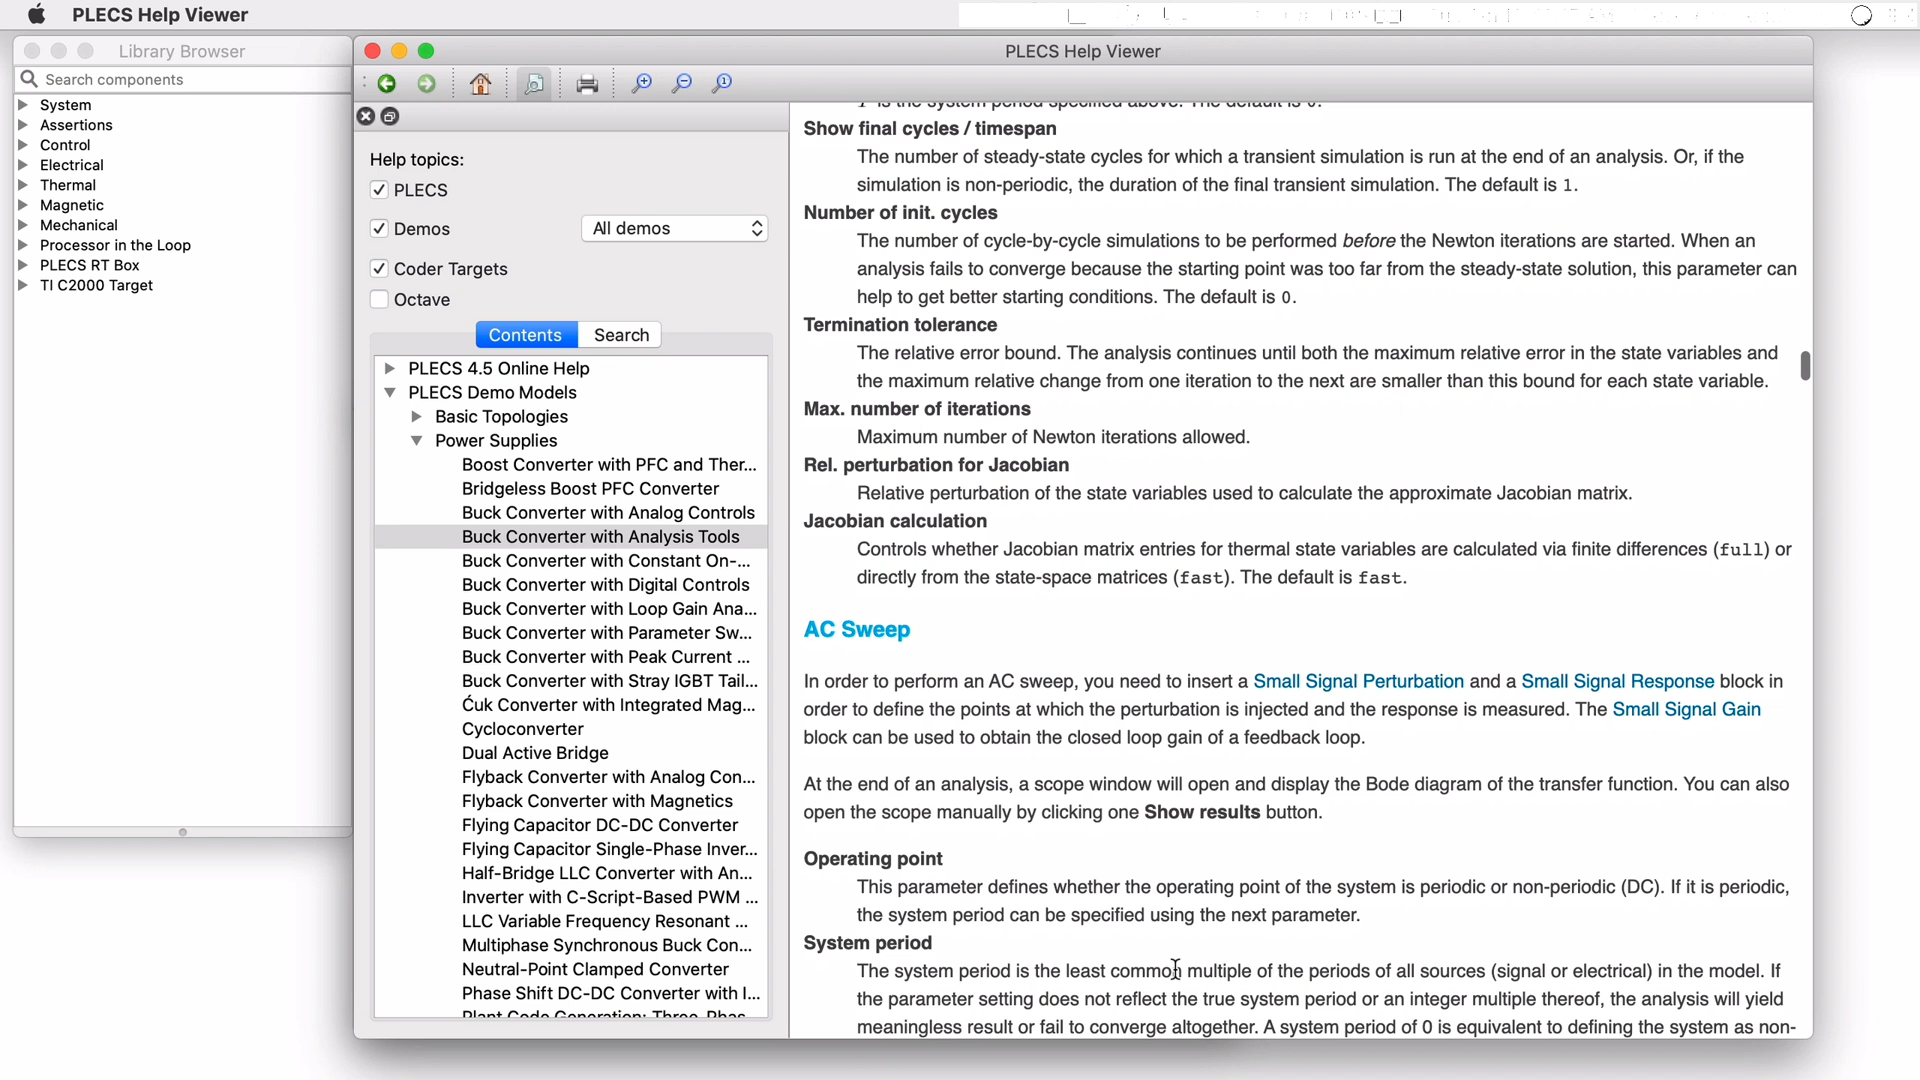 PLECS Help Viewer
Library Browser
Search components
System
Assertions
Control
Electrical
Thermal
Magnetic
Mechanical
Processor in the Loop
PLECS RT Box
TI C2000 Target
PLECS Help Viewer
Help topics:
PLECS
Demos
All demos
Coder Targets
Octave
Contents
Search
PLECS 4.5 Online Help
PLECS Demo Models
Basic Topologies
Power Supplies
Boost Converter with PFC and Ther...
Bridgeless Boost PFC Converter
Buck Converter with Analog Controls
Buck Converter with Analysis Tools
Buck Converter with Constant On-...
Buck Converter with Digital Controls
Buck Converter with Loop Gain Ana...
Buck Converter with Parameter Sw...
Buck Converter with Peak Current ...
Buck Converter with Stray IGBT Tail...
Ćuk Converter with Integrated Mag...
Cycloconverter
Dual Active Bridge
Flyback Converter with Analog Con...
Flyback Converter with Magnetics
Flying Capacitor DC-DC Converter
Flying Capacitor Single-Phase Inver...
Half-Bridge LLC Converter with An...
Inverter with C-Script-Based PWM ...
LLC Variable Frequency Resonant ...
Multiphase Synchronous Buck Con...
Neutral-Point Clamped Converter
Phase Shift DC-DC Converter with I...
Plant Code Generation: Three-Phas...
T is the system period specified above. The default is 0.
Show final cycles / timespan
The number of steady-state cycles for which a transient simulation is run at the end of an analysis. Or, if the
simulation is non-periodic, the duration of the final transient simulation. The default is 1.
Number of init. cycles
The number of cycle-by-cycle simulations to be performed before the Newton iterations are started. When an
analysis fails to converge because the starting point was too far from the steady-state solution, this parameter can
help to get better starting conditions. The default is 0.
Termination tolerance
The relative error bound. The analysis continues until both the maximum relative error in the state variables and
the maximum relative change from one iteration to the next are smaller than this bound for each state variable.
Max. number of iterations
Maximum number of Newton iterations allowed.
Rel. perturbation for Jacobian
Relative perturbation of the state variables used to calculate the approximate Jacobian matrix.
Jacobian calculation
Controls whether Jacobian matrix entries for thermal state variables are calculated via finite differences (full) or
directly from the state-space matrices (fast). The default is fast.
AC Sweep
In order to perform an AC sweep, you need to insert a Small Signal Perturbation and a Small Signal Response block in
order to define the points at which the perturbation is injected and the response is measured. The Small Signal Gain
block can be used to obtain the closed loop gain of a feedback loop.
At the end of an analysis, a scope window will open and display the Bode diagram of the transfer function. You can also
open the scope manually by clicking one Show results button.
Operating point
This parameter defines whether the operating point of the system is periodic or non-periodic (DC). If it is periodic,
the system period can be specified using the next parameter.
System period
The system period is the least common multiple of the periods of all sources (signal or electrical) in the model. If
the parameter setting does not reflect the true system period or an integer multiple thereof, the analysis will yield
meaningless result or fail to converge altogether. A system period of 0 is equivalent to defining the system as non-